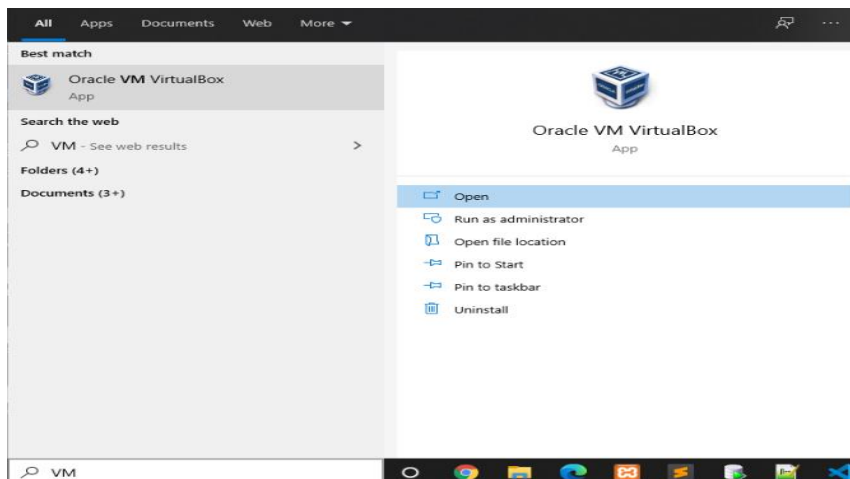 All Apps Documents Web More
Best match
Oracle VM VirtualBox
App
Search the web
VM - See web results
Folders (4+)
Documents (3+)
Oracle VM VirtualBox
App
Open
Run as administrator
Open file location
Pin to Start
Pin to taskbar
Uninstall
VM